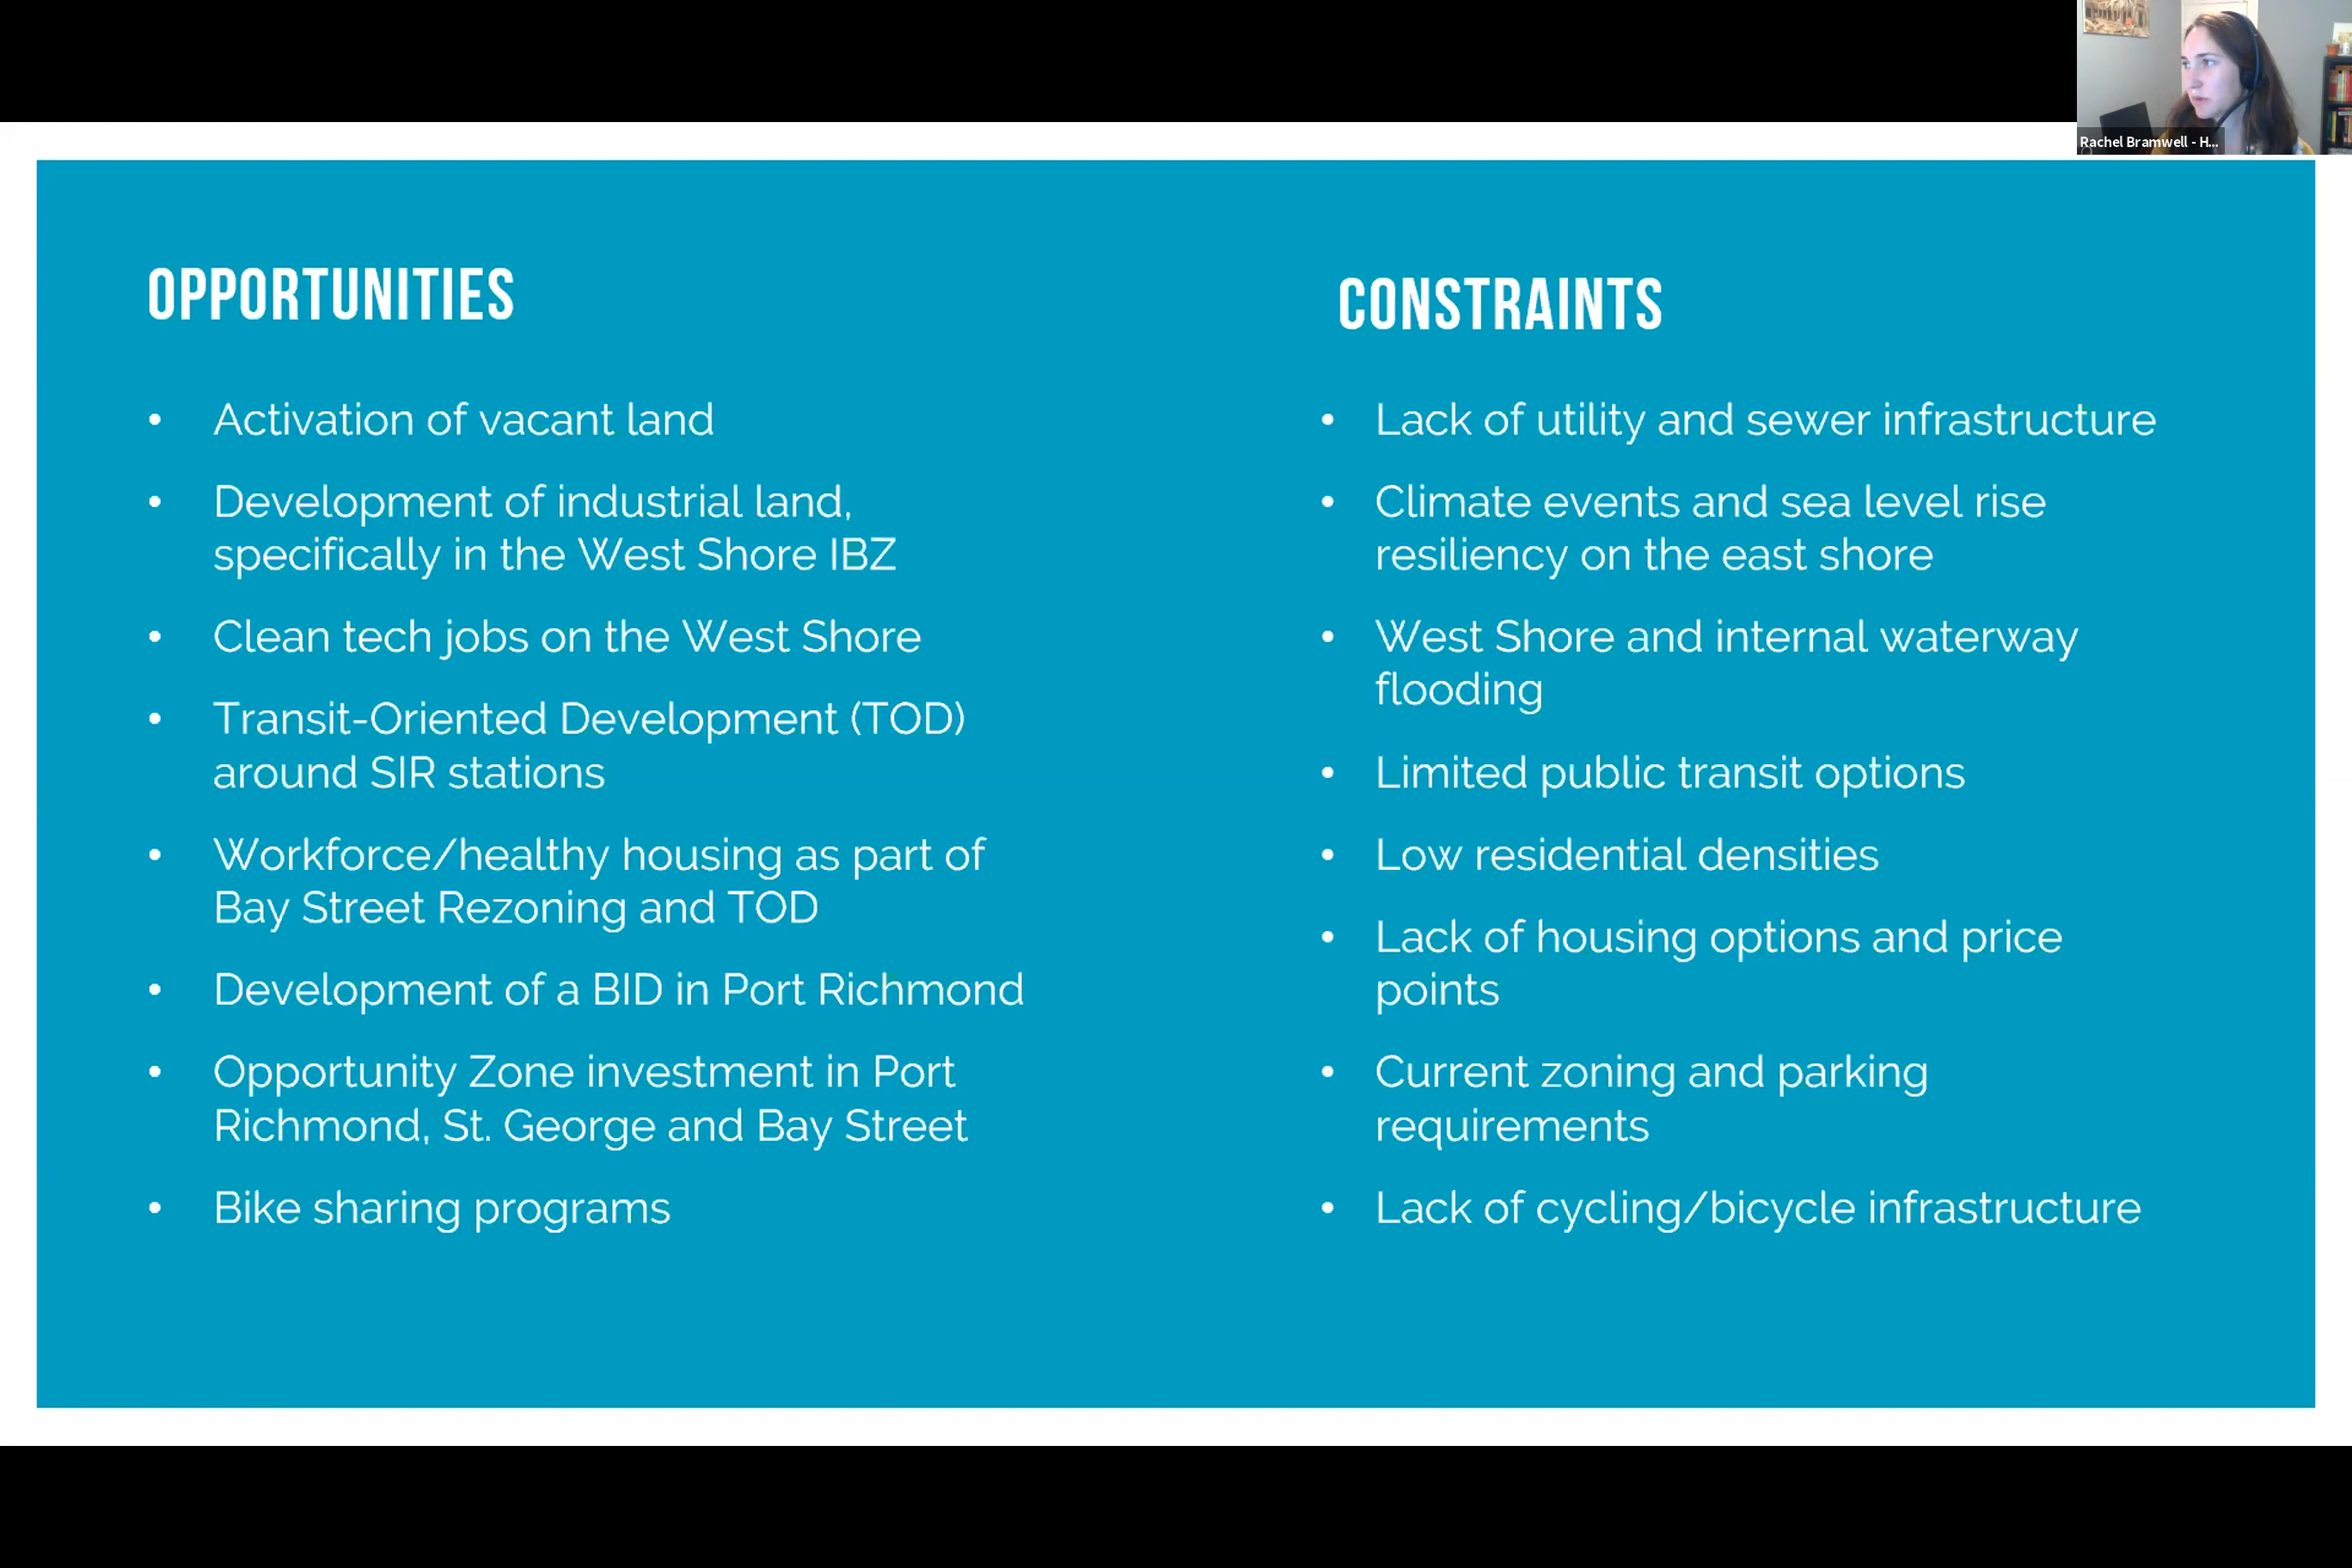 Rachel Bramwell - H...
OPPORTUNITIES
• Activation of vacant land
• Development of industrial land,
specifically in the West Shore IBZ
• Clean tech jobs on the West Shore
• Transit-Oriented Development (TOD)
around SIR stations
• Workforce/healthy housing as part of
Bay Street Rezoning and TOD
• Development of a BID in Port Richmond
• Opportunity Zone investment in Port
Richmond, St. George and Bay Street
• Bike sharing programs
CONSTRAINTS
• Lack of utility and sewer infrastructure
• Climate events and sea level rise
resiliency on the east shore
• West Shore and internal waterway
flooding
• Limited public transit options
• Low residential densities
• Lack of housing options and price
points
• Current zoning and parking
requirements
• Lack of cycling/bicycle infrastructure